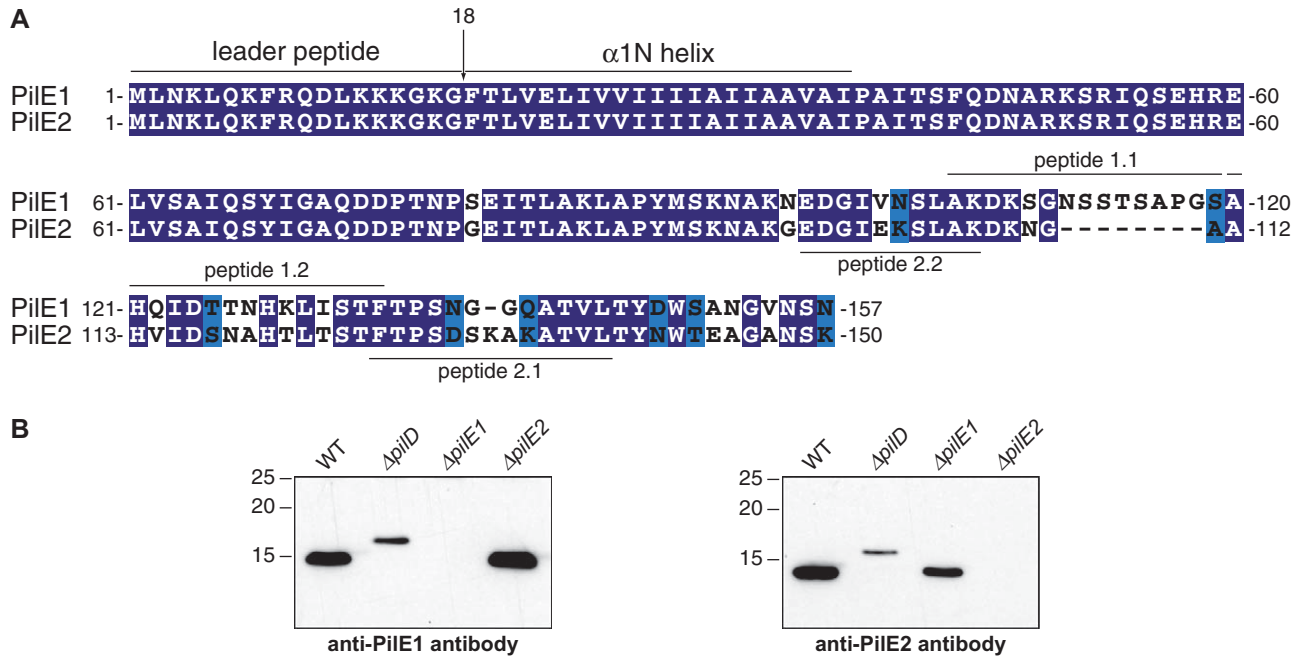 A
18
leader peptide α1N helix
PilE1 1- MLNKLQKFRQDLKKKGKGFTLVELIVVIIIIAIIAAVAIPAITSFQDNARKSRIQSEHRE -60
PilE2 1- MLNKLQKFRQDLKKKGKGFTLVELIVVIIIIAIIAAVAIPAITSFQDNARKSRIQSEHRE -60
peptide 1.1
PilE1 61- LVSAIQSYIGAQDDPTNPSEITLAKLAPYMSKNAKNEDGIVNSLAKDKSGNSSTSAPGSA -120
PilE2 61- LVSAIQSYIGAQDDPTNPGEITLAKLAPYMSKNAKGEDGIEKSLAKDKNG--------AA -112
peptide 1.2 peptide 2.2
PilE1 121- HQIDTTNHKLISTFTPSNG-GQATVLTYDWSANGVNSN -157
PilE2 113- HVIDSNAHTLTSTFTPSDSKAKATVLTYNWTEAGANSK -150
peptide 2.1
B
WT ΔpilD ΔpilE1 ΔpilE2 WT ΔpilD ΔpilE1 ΔpilE2
25 25
20 20
15 15
anti-PilE1 antibody anti-PilE2 antibody